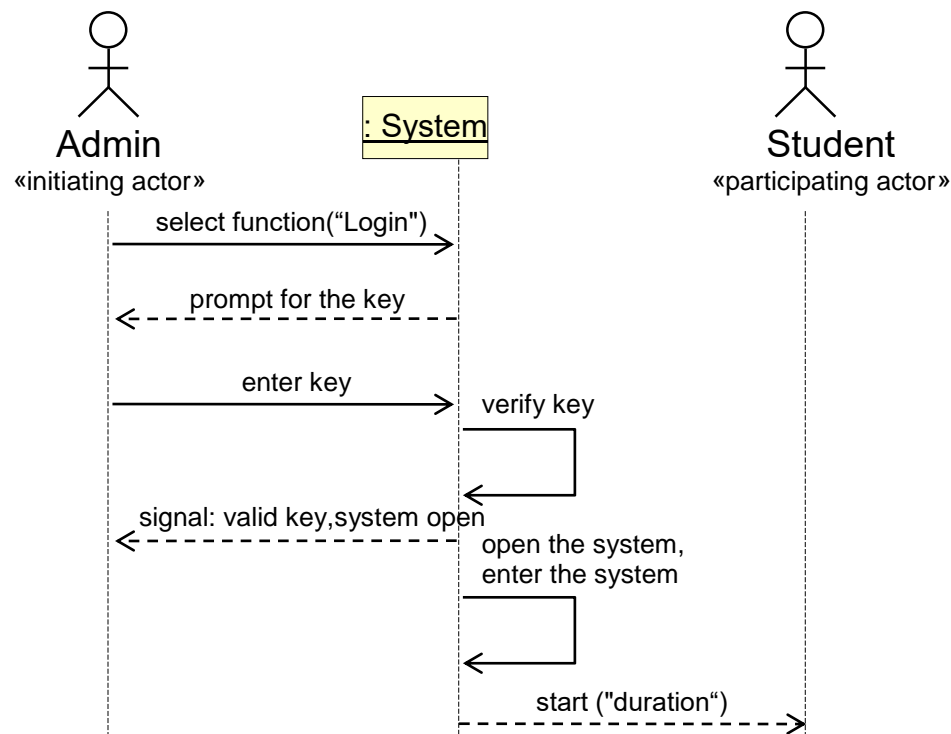 : System
Admin
Student
«initiating actor»
«participating actor»
select function(“Login")
prompt for the key
enter key
verify key
signal: valid key,system open
open the system,
enter the system
start ("duration“)